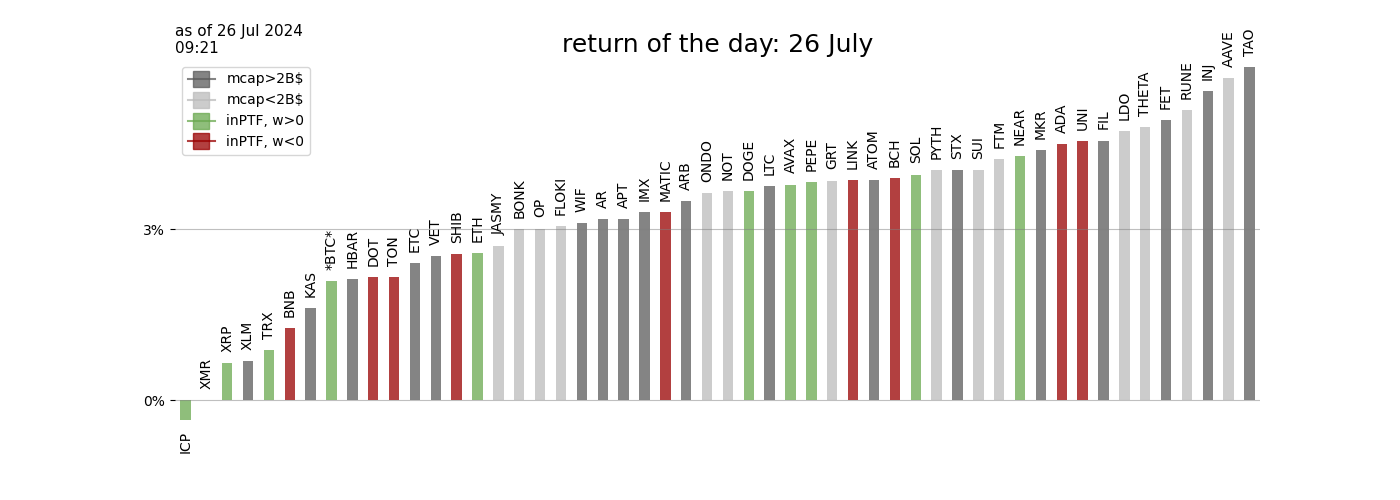 as of 26 Jul 2024
09:21
return of the day: 26 July
mcap>2B$
mcap<2B$
inPTF, w>0
inPTF, w<0
3%
0%
ICP
XMR
XRP
XLM
TRX
BNB
KAS
*BTC*
HBAR
DOT
TON
ETC
VET
SHIB
ETH
JASMY
BONK
OP
FLOKI
WIF
AR
APT
IMX
MATIC
ARB
ONDO
NOT
DOGE
LTC
AVAX
PEPE
GRT
LINK
ATOM
BCH
SOL
PYTH
STX
SUI
FTM
NEAR
MKR
ADA
UNI
FIL
LDO
THETA
FET
RUNE
INJ
AAVE
TAO